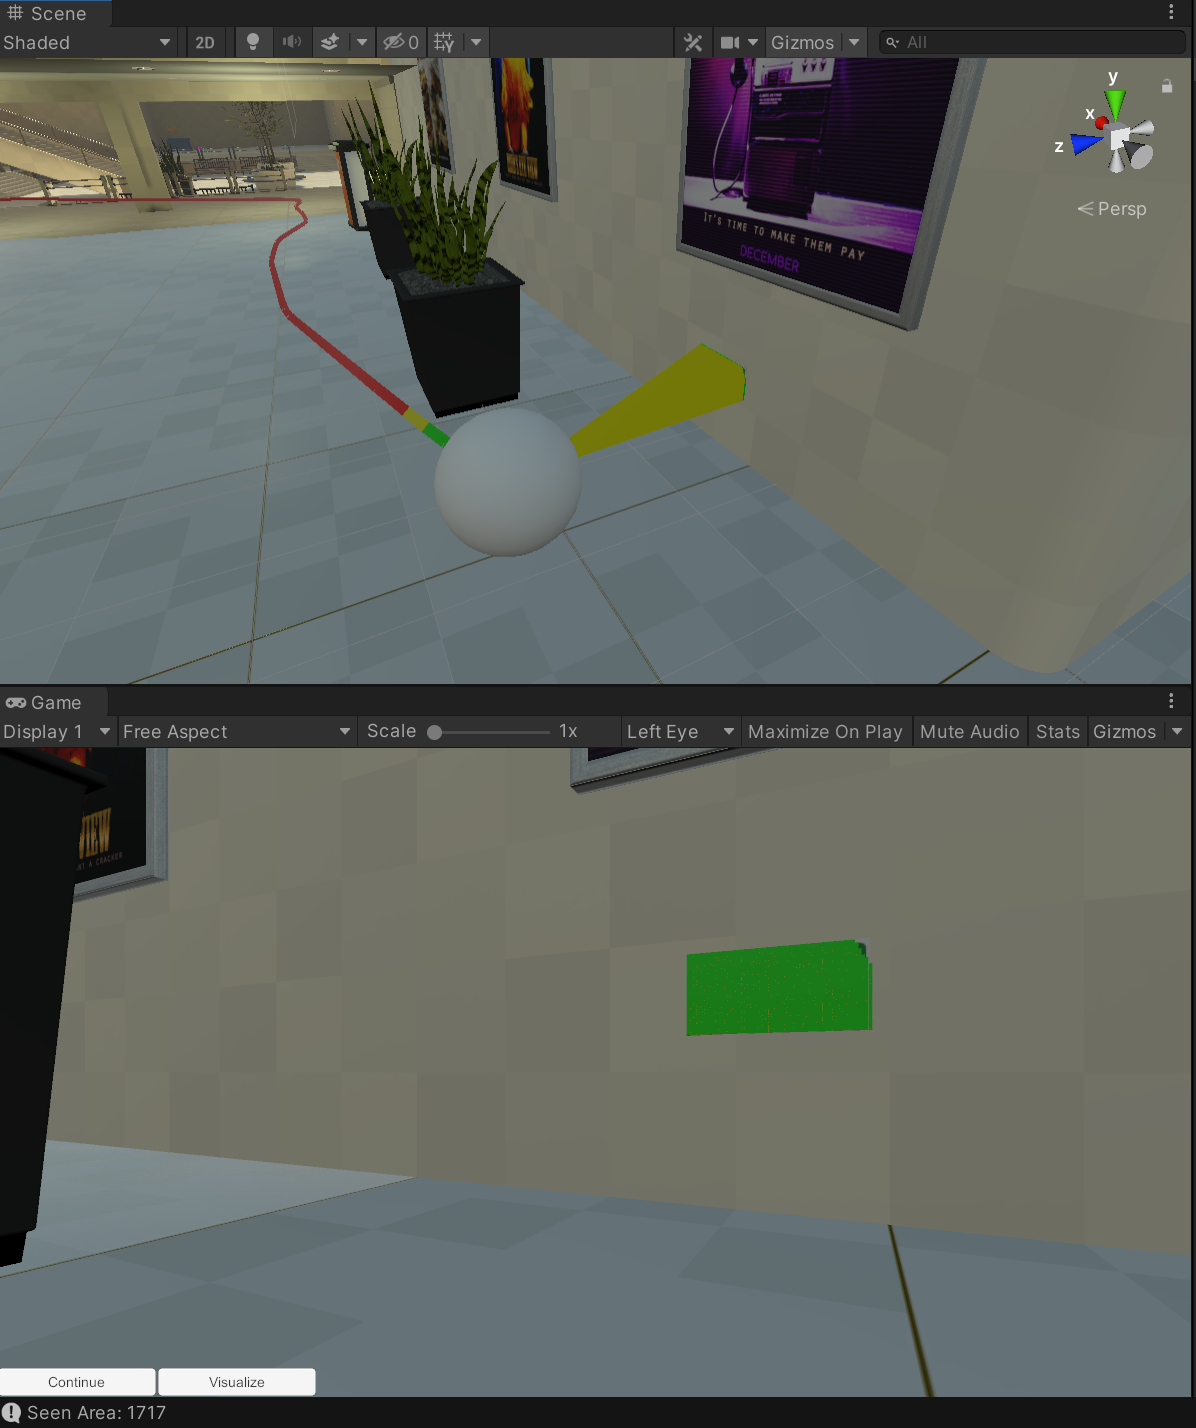 Scene
Shaded 2D 0 Gizmos All
y
x
z
Persp
IT'S TIME TO MAKE THEM PAY
DECEMBER
Game
Display 1 Free Aspect Scale 1x Left Eye Maximize On Play Mute Audio Stats Gizmos
VIEW
Continue Visualize
Seen Area: 1717